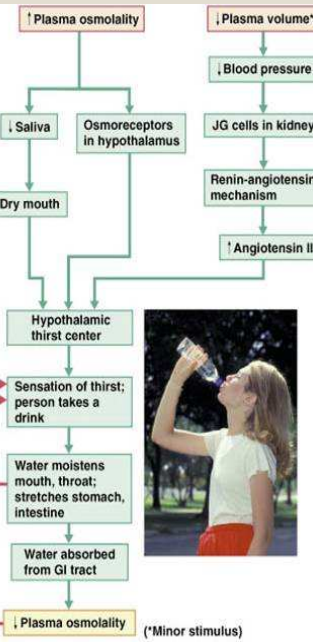 ↑ Plasma osmolality
↓ Plasma volume*
↓ Blood pressure
↓ Saliva
Osmoreceptors
in hypothalamus
JG cells in kidney
Dry mouth
Renin-angiotensin
mechanism
↑ Angiotensin II
Hypothalamic
thirst center
Sensation of thirst;
person takes a
drink
Water moistens
mouth, throat;
stretches stomach,
intestine
Water absorbed
from GI tract
↓ Plasma osmolality
(*Minor stimulus)